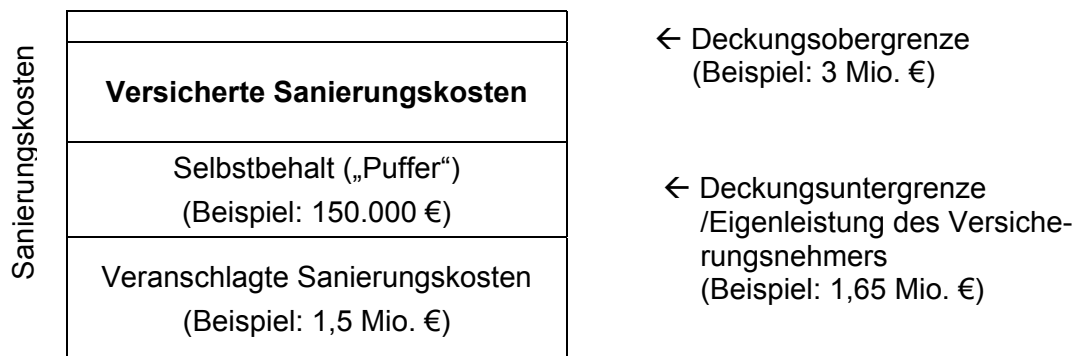 Sanierungskosten
Versicherte Sanierungskosten
Selbstbehalt („Puffer“)
(Beispiel: 150.000 €)
Veranschlagte Sanierungskosten
(Beispiel: 1,5 Mio. €)
← Deckungsobergrenze
(Beispiel: 3 Mio. €)
← Deckungsuntergrenze
/Eigenleistung des Versiche-
rungsnehmers
(Beispiel: 1,65 Mio. €)